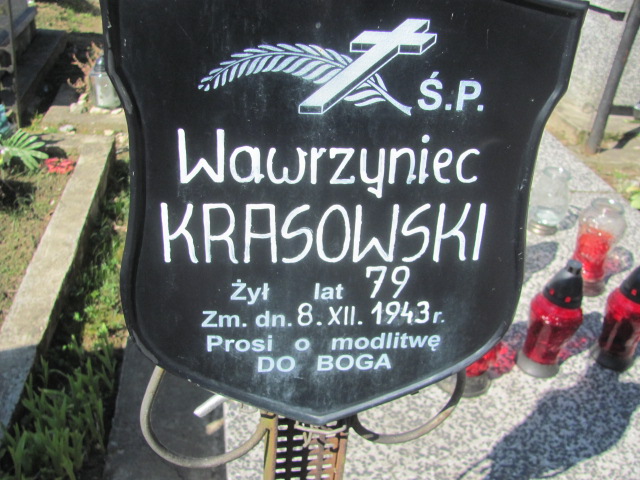 Ś.P.
Wawrzyniec
KRASOWSKI
Żył lat 79
Zm. dn. 8. XII. 1943 r.
Prosi o modlitwę
DO BOGA